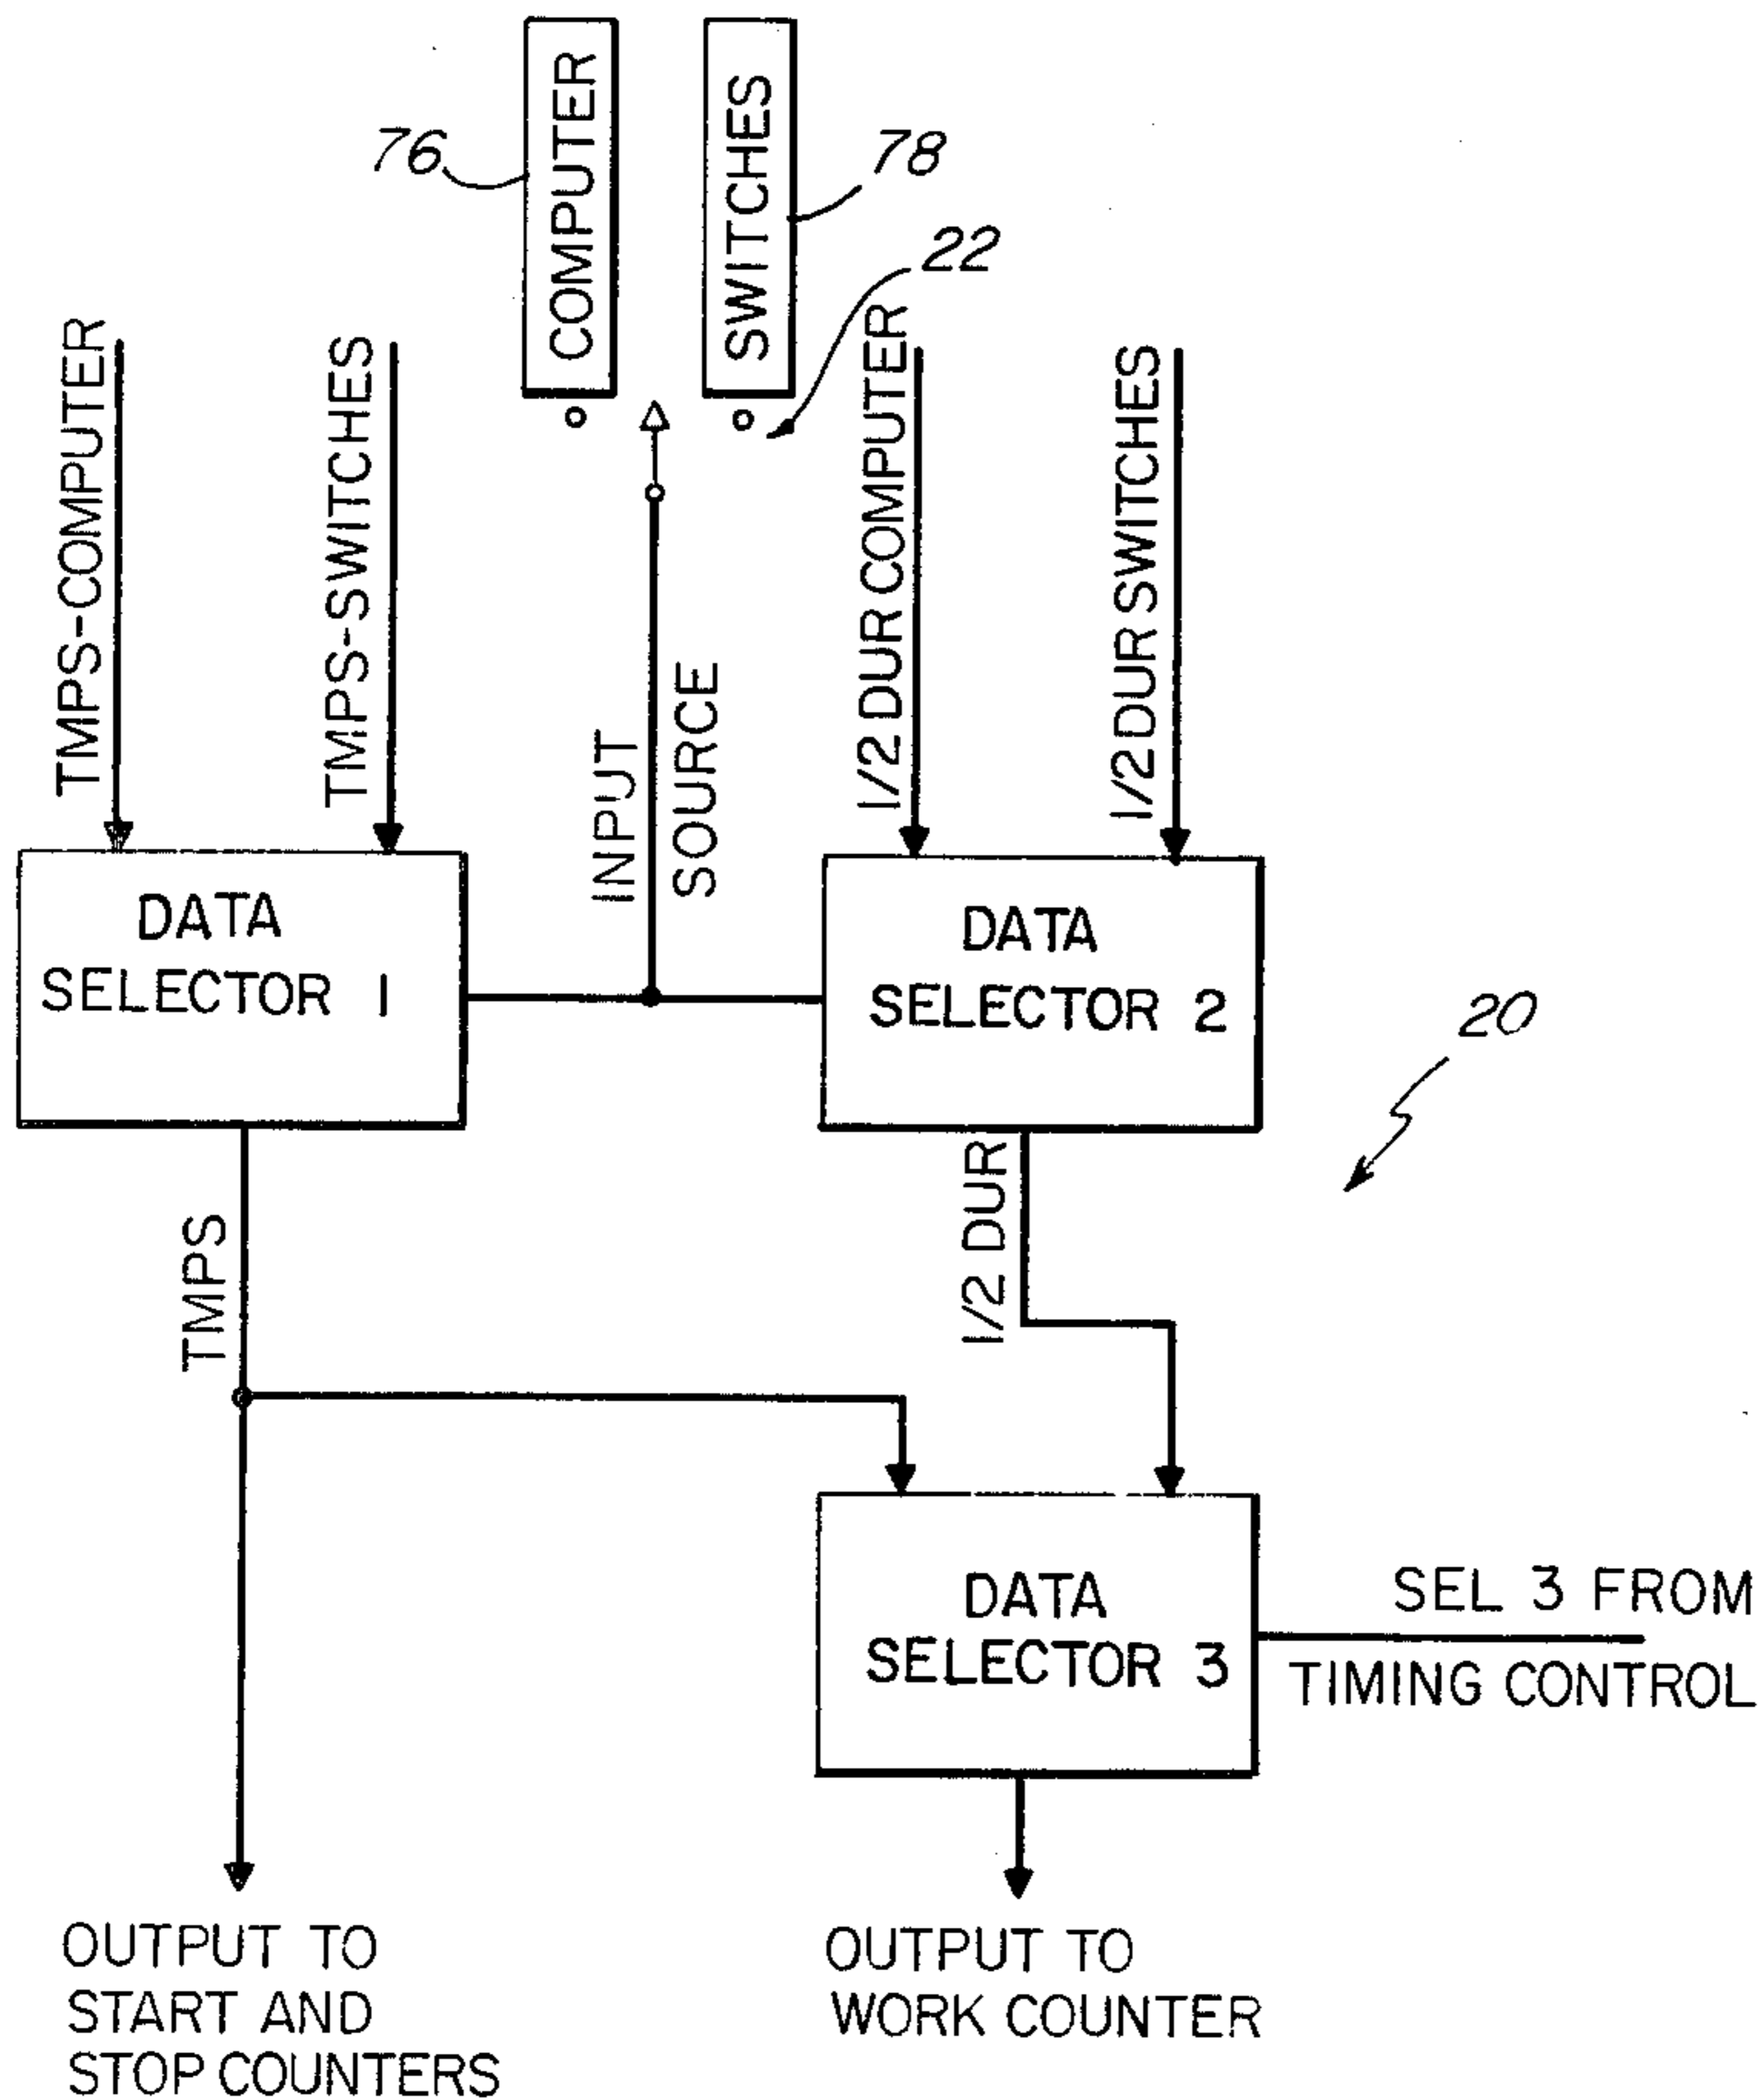 COMPUTER
SWITCHES
76
78
22
TMPS-COMPUTER
TMPS-SWITCHES
INPUT
SOURCE
1/2 DUR COMPUTER
1/2 DUR SWITCHES
DATA
SELECTOR 1
DATA
SELECTOR 2
20
TMPS
1/2 DUR
DATA
SELECTOR 3
SEL 3 FROM
TIMING CONTROL
OUTPUT TO
START AND
STOP COUNTERS
OUTPUT TO
WORK COUNTER